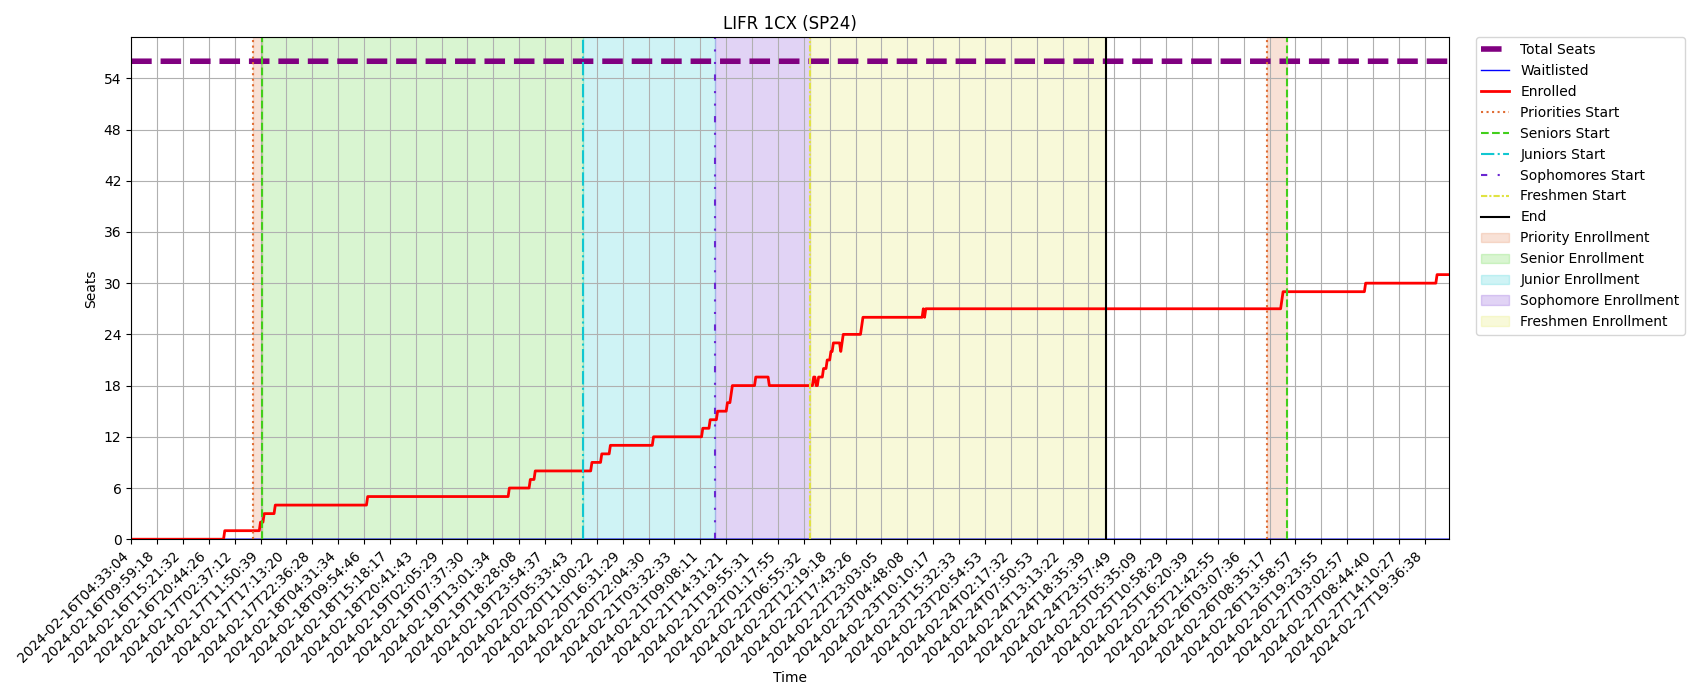 LIFR 1CX (SP24)
Total Seats
Waitlisted
Enrolled
Priorities Start
Seniors Start
Juniors Start
Sophomores Start
Freshmen Start
End
Priority Enrollment
Senior Enrollment
Junior Enrollment
Sophomore Enrollment
Freshmen Enrollment
Seats
54
48
42
36
30
24
18
12
6
0
2024-02-16T04:33:04
2024-02-16T09:59:18
2024-02-16T15:21:32
2024-02-16T20:44:26
2024-02-17T02:37:12
2024-02-17T11:50:39
2024-02-17T17:13:20
2024-02-17T22:36:28
2024-02-18T04:31:34
2024-02-18T09:54:46
2024-02-18T15:18:17
2024-02-18T20:41:43
2024-02-19T02:05:29
2024-02-19T07:37:30
2024-02-19T13:01:34
2024-02-19T18:28:08
2024-02-19T23:54:37
2024-02-20T05:33:43
2024-02-20T11:00:22
2024-02-20T16:31:29
2024-02-20T22:04:30
2024-02-21T03:32:33
2024-02-21T09:08:11
2024-02-21T14:31:21
2024-02-21T19:55:31
2024-02-22T01:17:55
2024-02-22T06:55:32
2024-02-22T12:19:18
2024-02-22T17:43:26
2024-02-22T23:03:05
2024-02-23T04:48:08
2024-02-23T10:10:17
2024-02-23T15:32:33
2024-02-23T20:54:53
2024-02-24T02:17:32
2024-02-24T07:50:53
2024-02-24T13:13:22
2024-02-24T18:35:39
2024-02-24T23:57:49
2024-02-25T05:35:09
2024-02-25T10:58:29
2024-02-25T16:20:39
2024-02-25T21:42:55
2024-02-26T03:07:36
2024-02-26T08:35:17
2024-02-26T13:58:57
2024-02-26T19:23:55
2024-02-27T03:02:57
2024-02-27T08:44:40
2024-02-27T14:10:27
2024-02-27T19:36:38
Time